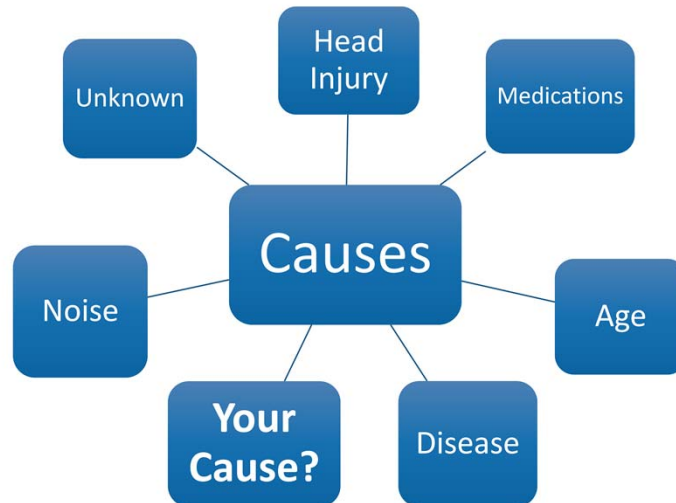 Head
Injury
Unknown
Medications
Causes
Noise
Age
Your
Cause?
Disease